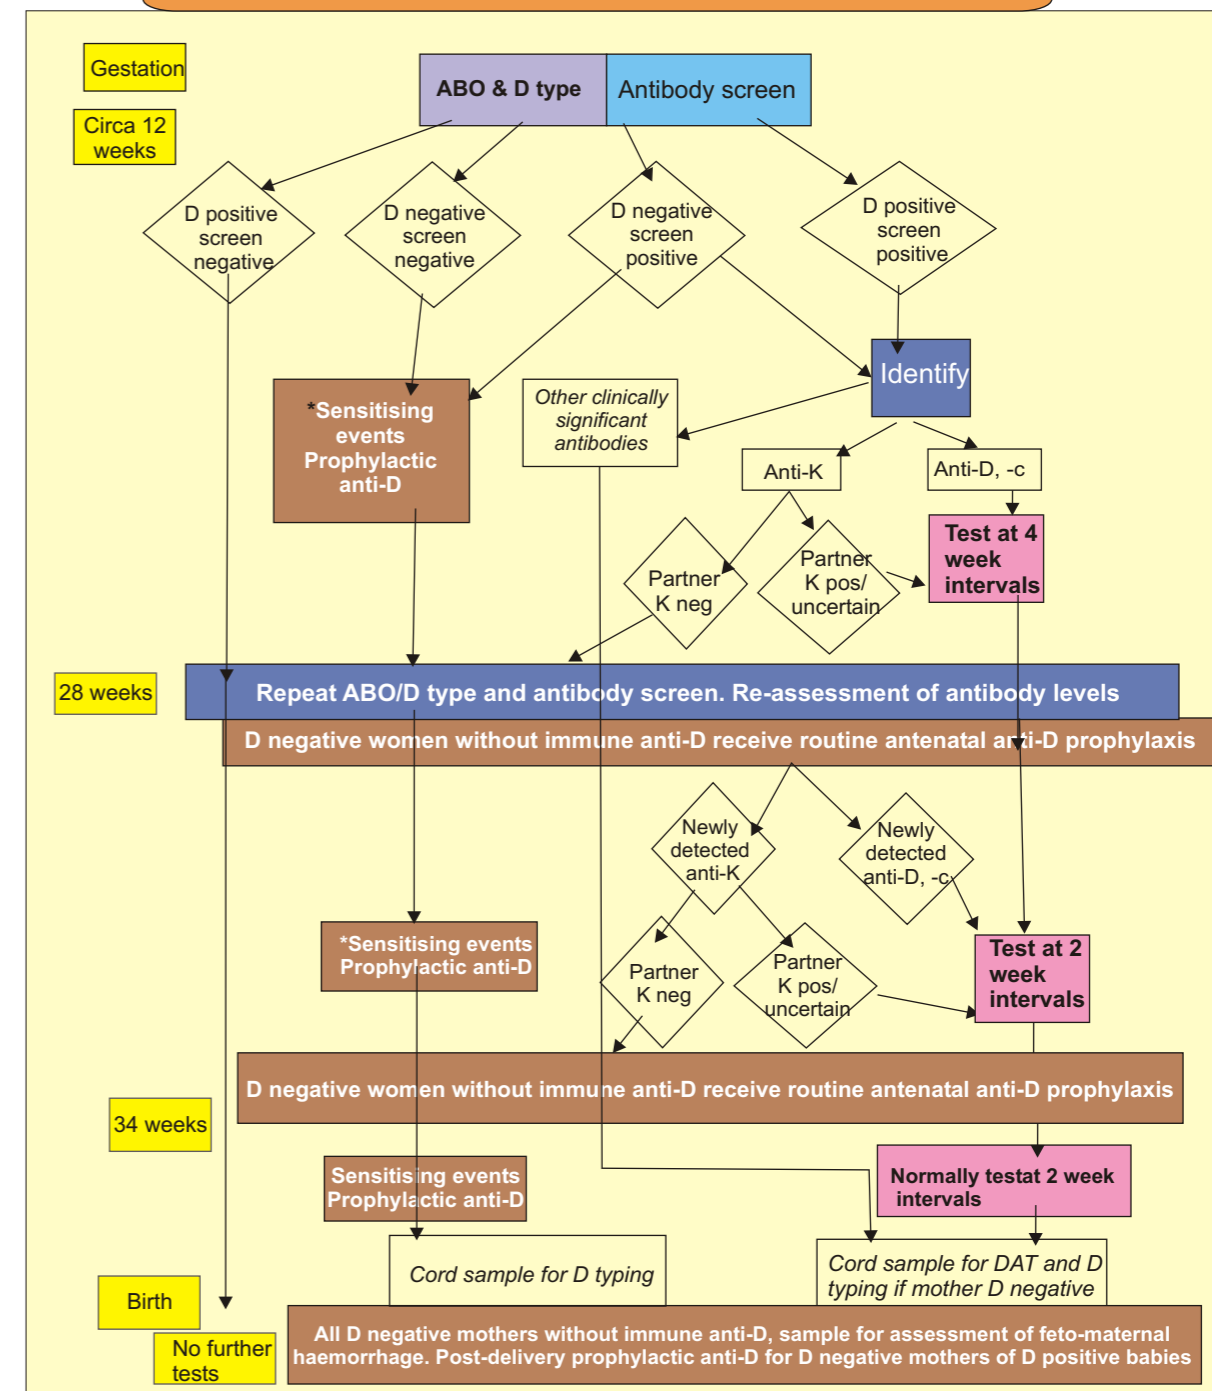 Gestation
ABO & D type
Antibody screen
Circa 12
weeks
D positive
screen
negative
D negative
screen
negative
D negative
screen
positive
D positive
screen
positive
Identify
*Sensitising
events
Prophylactic
anti-D
Other clinically
significant
antibodies
Anti-K
Anti-D, -c
Partner
K neg
Partner
K pos/
uncertain
Test at 4
week
intervals
28 weeks
Repeat ABO/D type and antibody screen. Re-assessment of antibody levels
D negative women without immune anti-D receive routine antenatal anti-D prophylaxis
Newly
detected
anti-K
Newly
detected
anti-D, -c
*Sensitising events
Prophylactic anti-D
Partner
K neg
Partner
K pos/
uncertain
Test at 2
week
intervals
D negative women without immune anti-D receive routine antenatal anti-D prophylaxis
34 weeks
Sensitising events
Prophylactic anti-D
Normally testat 2 week
intervals
Cord sample for D typing
Cord sample for DAT and D
typing if mother D negative
Birth
No further
tests
All D negative mothers without immune anti-D, sample for assessment of feto-maternal
haemorrhage. Post-delivery prophylactic anti-D for D negative mothers of D positive babies